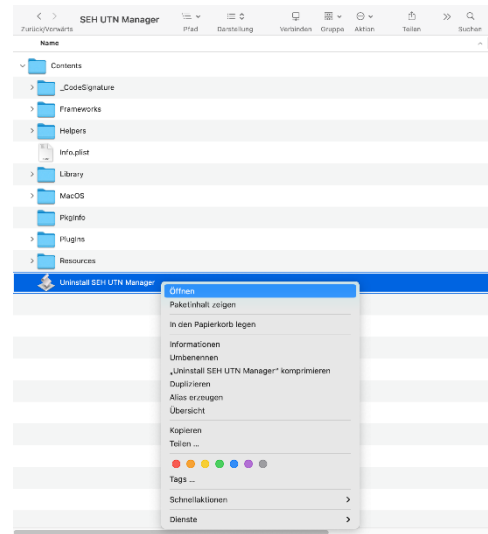 SEH UTN Manager
Zurück/Vorwärts
Pfad
Darstellung
Verbinden
Gruppe
Aktion
Teilen
Suchen
Name
Contents
_CodeSignature
Frameworks
Helpers
Info.plist
Library
MacOS
PkgInfo
PlugIns
Resources
Uninstall SEH UTN Manager
Öffnen
Paketinhalt zeigen
In den Papierkorb legen
Informationen
Umbenennen
„Uninstall SEH UTN Manager“ komprimieren
Duplizieren
Alias erzeugen
Übersicht
Kopieren
Teilen ...
Tags ...
Schnellaktionen
Dienste